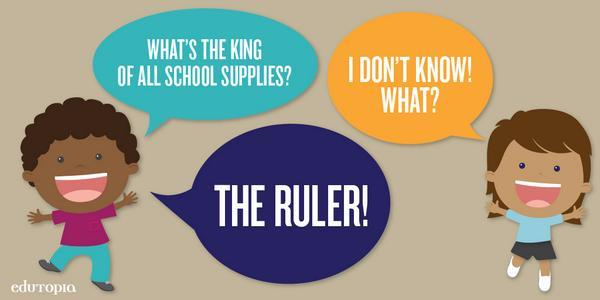 WHAT'S THE KING
OF ALL SCHOOL SUPPLIES?
I DON'T KNOW!
WHAT?
THE RULER!
edutopia